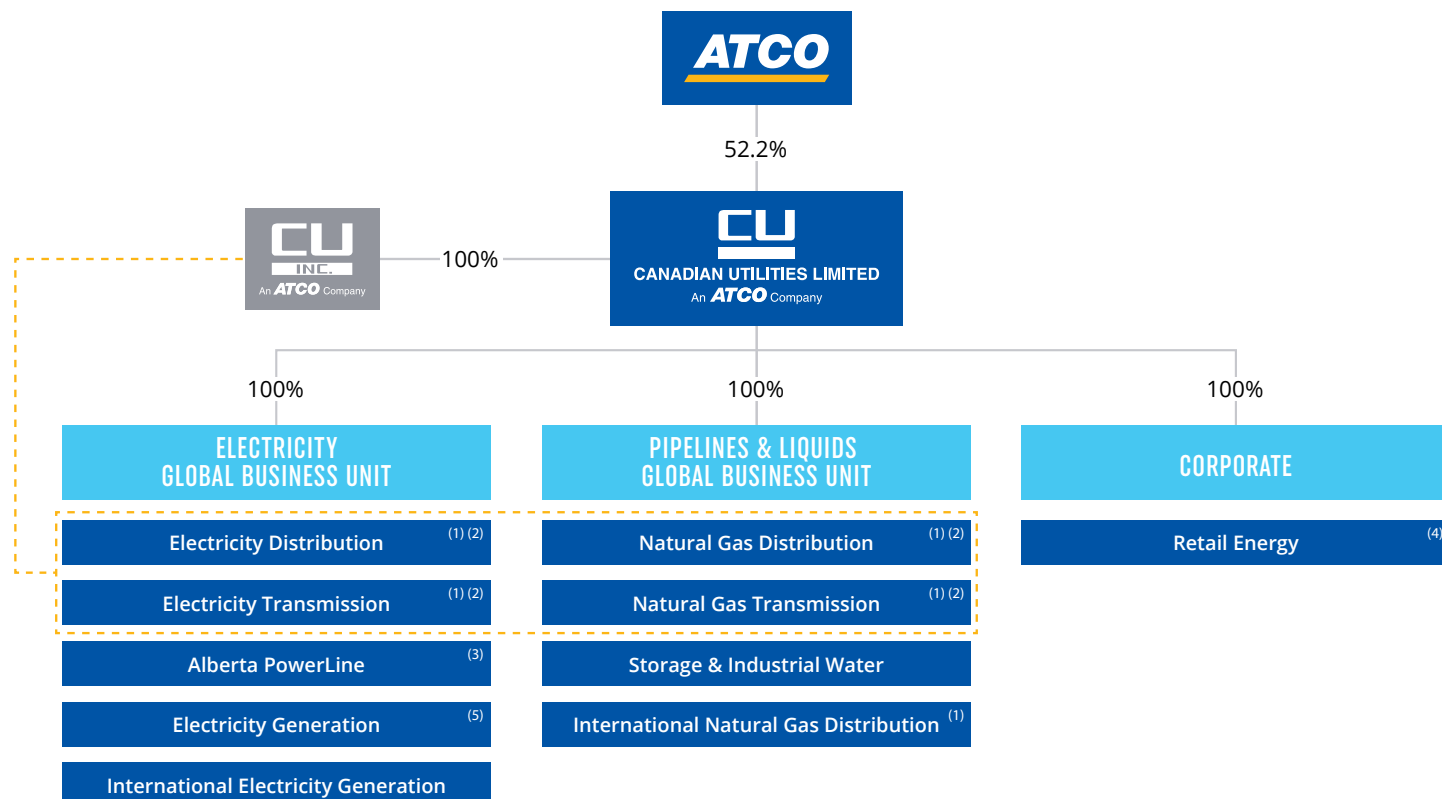 ATCO
52.2%
CU
INC.
An ATCO Company
100%
CU
CANADIAN UTILITIES LIMITED
An ATCO Company
100%
100%
100%
ELECTRICITY
GLOBAL BUSINESS UNIT
PIPELINES & LIQUIDS
GLOBAL BUSINESS UNIT
CORPORATE
Electricity Distribution (1) (2)
Natural Gas Distribution (1) (2)
Retail Energy (4)
Electricity Transmission (1) (2)
Natural Gas Transmission (1) (2)
Alberta PowerLine (3)
Storage & Industrial Water
Electricity Generation (5)
International Natural Gas Distribution (1)
International Electricity Generation